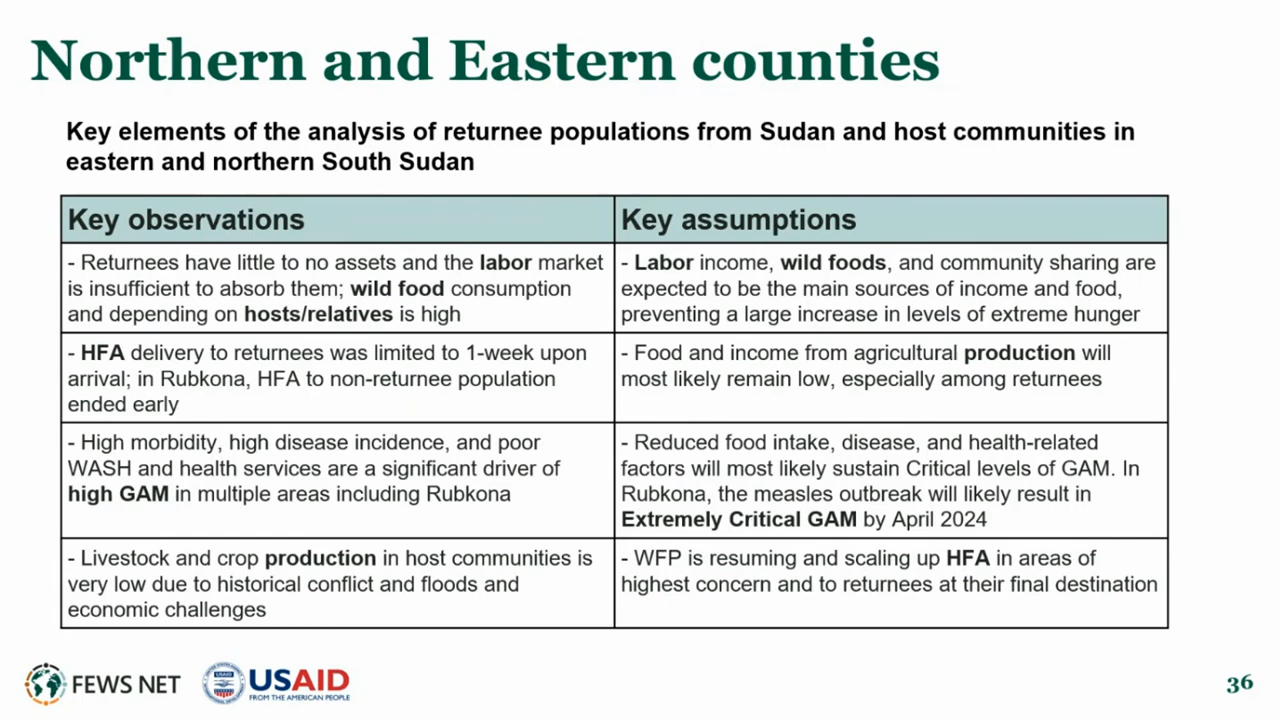 Northern and Eastern counties
Key elements of the analysis of returnee populations from Sudan and host communities in
eastern and northern South Sudan
Key observations
Key assumptions
- Returnees have little to no assets and the labor market
is insufficient to absorb them; wild food consumption
and depending on hosts/relatives is high
- Labor income, wild foods, and community sharing are
expected to be the main sources of income and food,
preventing a large increase in levels of extreme hunger
- HFA delivery to returnees was limited to 1-week upon
arrival; in Rubkona, HFA to non-returnee population
ended early
- Food and income from agricultural production will
most likely remain low, especially among returnees
- High morbidity, high disease incidence, and poor
WASH and health services are a significant driver of
high GAM in multiple areas including Rubkona
- Reduced food intake, disease, and health-related
factors will most likely sustain Critical levels of GAM. In
Rubkona, the measles outbreak will likely result in
Extremely Critical GAM by April 2024
- Livestock and crop production in host communities is
very low due to historical conflict and floods and
economic challenges
- WFP is resuming and scaling up HFA in areas of
highest concern and to returnees at their final destination
FEWS NET
USAID
FROM THE AMERICAN PEOPLE
36